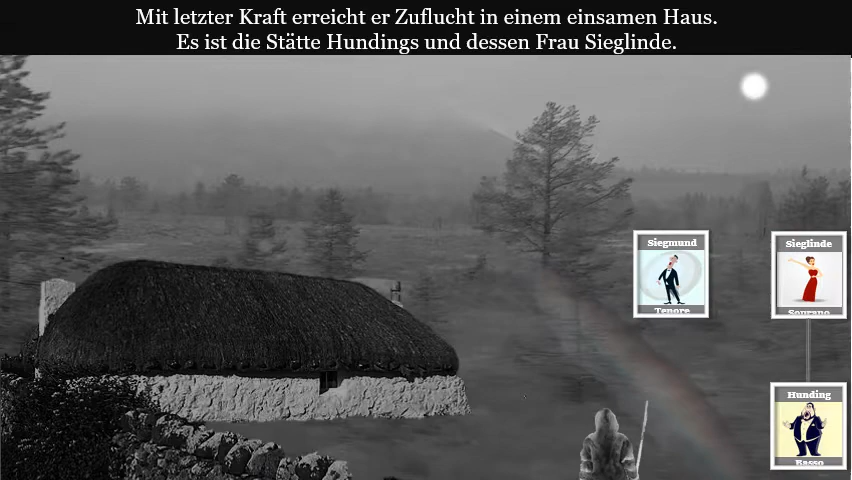 Mit letzter Kraft erreicht er Zuflucht in einem einsamen Haus.
Es ist die Stätte Hundings und dessen Frau Sieglinde.
Siegmund
Tenore
Sieglinde
Soprano
Hunding
Basso